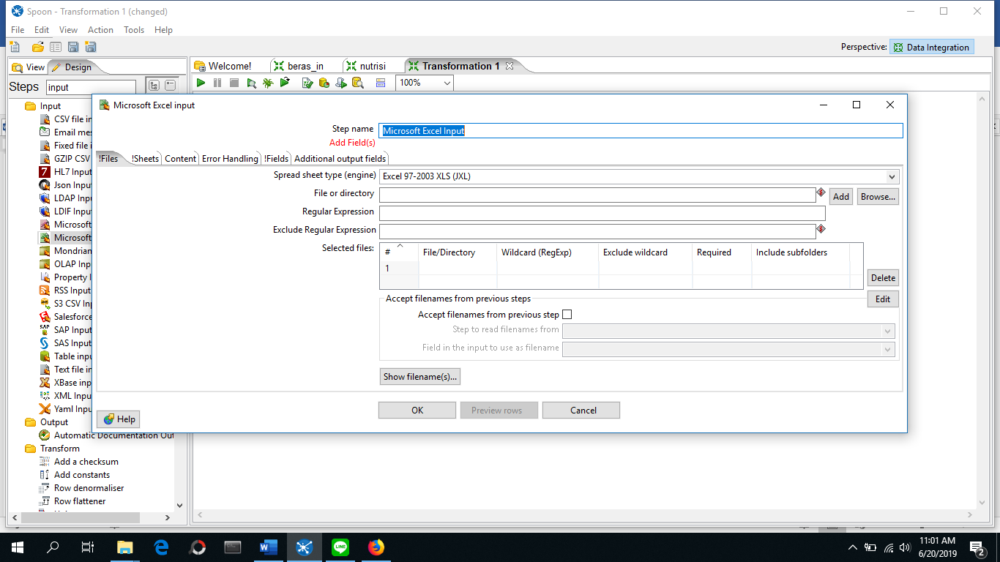 Spoon - Transformation 1 (changed)
File Edit View Action Tools Help
Perspective: Data Integration
View Design
Welcome! beras_in nutrisi Transformation 1
Steps input
100%
Input
CSV file in
Email mes
Fixed file i
GZIP CSV
HL7 Input
Json Input
LDAP Inpu
LDIF Input
Microsoft
Microsoft
Mondrian
OLAP Inp
Property I
RSS Input
S3 CSV Inp
Salesforce
SAP Input
SAS Input
Table inpu
Text file in
XBase inp
XML Inpu
Yaml Inpu
Output
Automatic Documentation Out
Transform
Add a checksum
Add constants
Row denormaliser
Row flattener
Microsoft Excel input
Step name Microsoft Excel Input
Add Field(s)
!Files !Sheets Content Error Handling !Fields Additional output fields
Spread sheet type (engine) Excel 97-2003 XLS (JXL)
File or directory Add Browse...
Regular Expression
Exclude Regular Expression
Selected files: # File/Directory Wildcard (RegExp) Exclude wildcard Required Include subfolders
1
Delete
Edit
Accept filenames from previous steps
Accept filenames from previous step
Step to read filenames from
Field in the input to use as filename
Show filename(s)...
OK Preview rows Cancel
Help
11:01 AM
6/20/2019
2